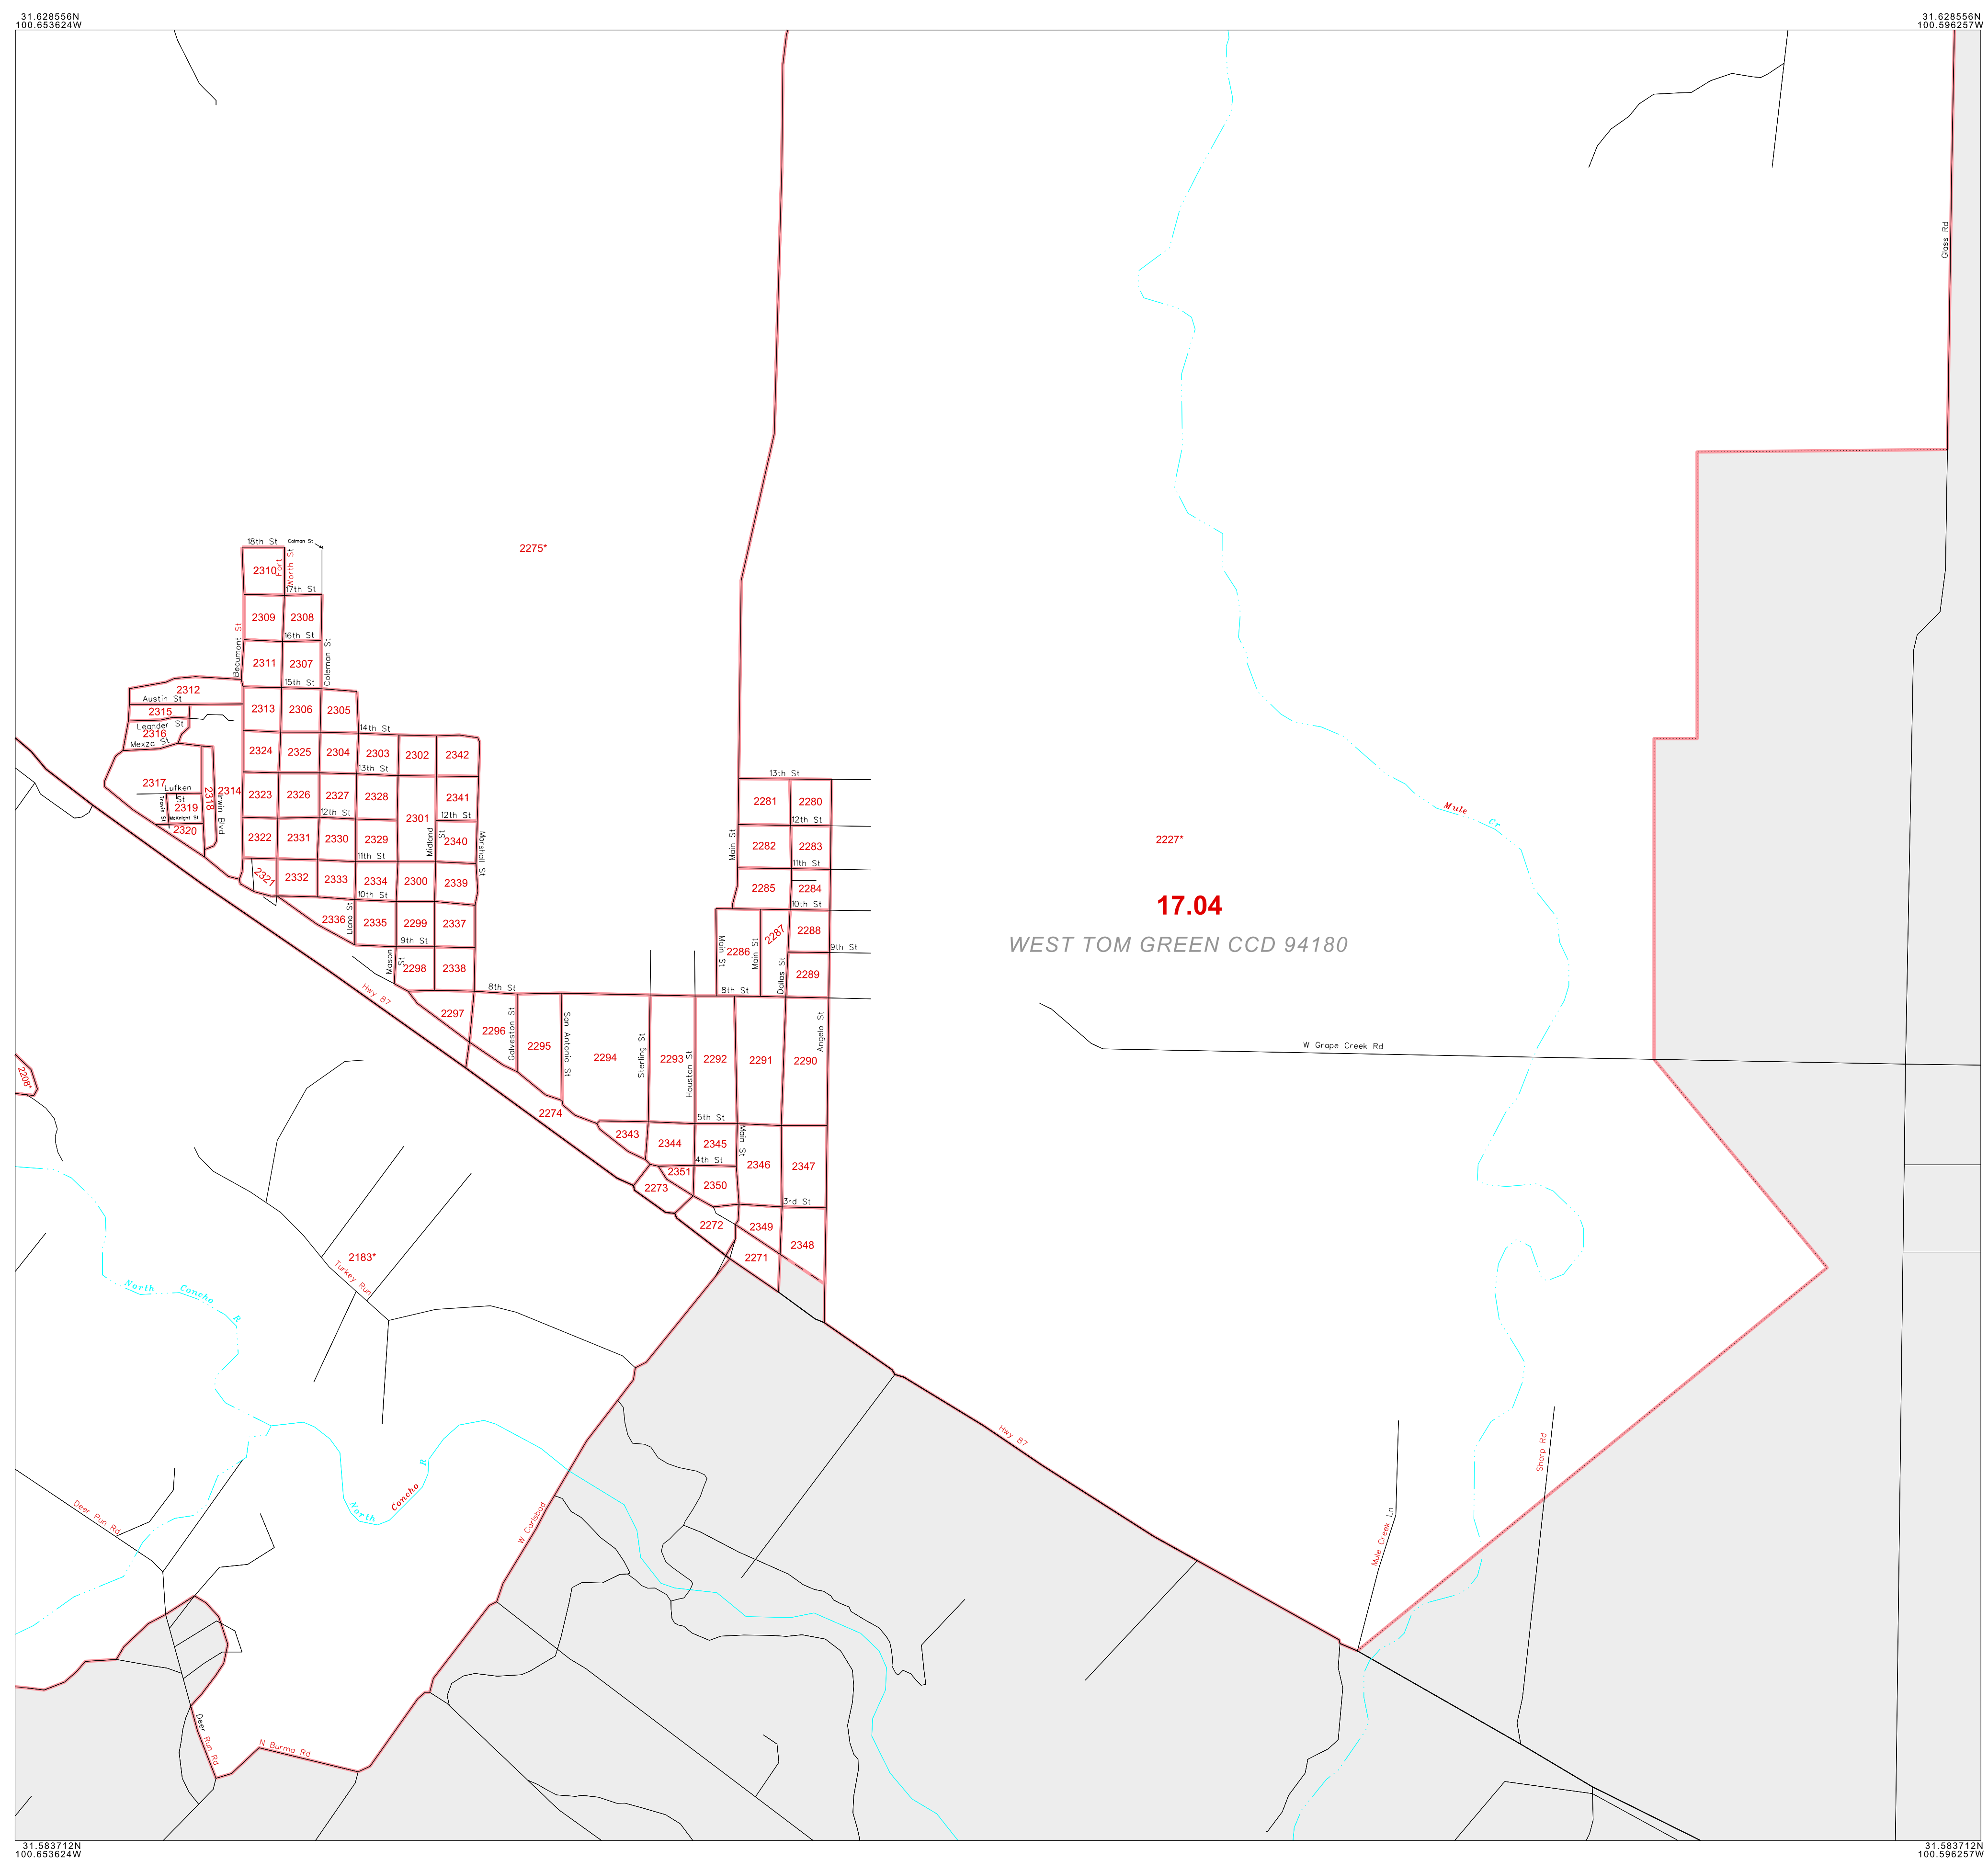 31.628556N
100.653624W
31.628556N
100.596257W
Glass Rd
2275*
18th St
Colman St
2310
Fort
Worth St
17th St
2309
2308
16th St
Beaumont St
2311
2307
Coleman St
15th St
2312
Austin St
2313
2306
2305
2315
Leander St
2316
Mexza St
14th St
2324
2325
2304
2303
2302
2342
13th St
2317
Lufken
St
2318
2314
Irwin Blvd
Travis St
2319
McKnight St
2320
2323
2326
2327
2328
2301
2341
12th St
12th St
2322
2331
2330
2329
Midland
St
2340
Marshall St
11th St
2321
2332
2333
2334
2300
2339
10th St
2336
Llano St
2335
2299
2337
9th St
Mason
St
2298
2338
13th St
2281
2280
12th St
Main St
2282
2283
11th St
2285
2284
10th St
2287
2288
Main St
2286
Main St
9th St
Dallas St
2289
8th St
8th St
Mule Cr
2227*
17.04
WEST TOM GREEN CCD 94180
W Grape Creek Rd
Hwy 87
2297
2296
Galveston St
2295
San Antonio St
2294
Sterling St
2293
Houston St
2292
2291
2290
Angelo St
2208*
2274
5th St
2343
2344
2345
Main St
2346
2347
4th St
2351
2273
2350
3rd St
2272
2349
2348
2271
2183*
Turkey Run
North Concho R
North Concho R
Deer Run Rd
W Carlsbad
Hwy 87
Sharp Rd
Mule Creek Ln
Deer Run Rd
N Burma Rd
31.583712N
100.653624W
31.583712N
100.596257W